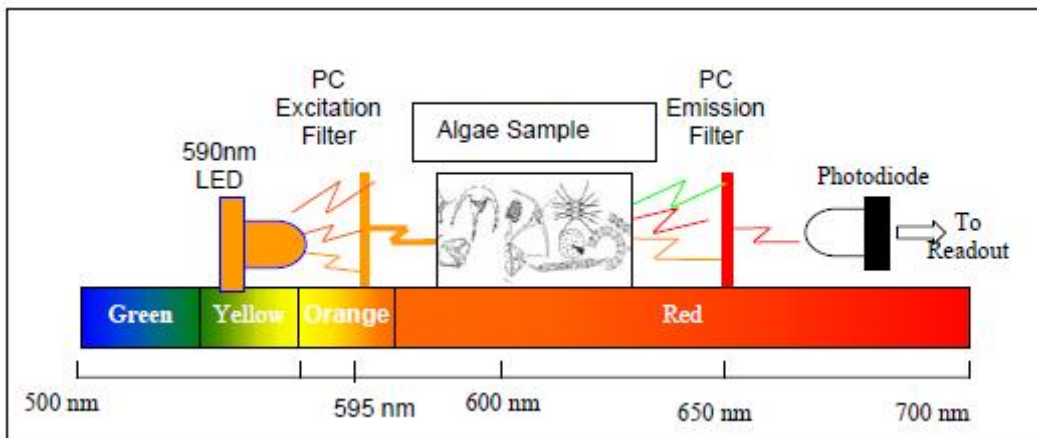 PC
Excitation
Filter
Algae Sample
PC
Emission
Filter
590nm
LED
Photodiode
To
Readout
Green Yellow Orange Red
500 nm 595 nm 600 nm 650 nm 700 nm